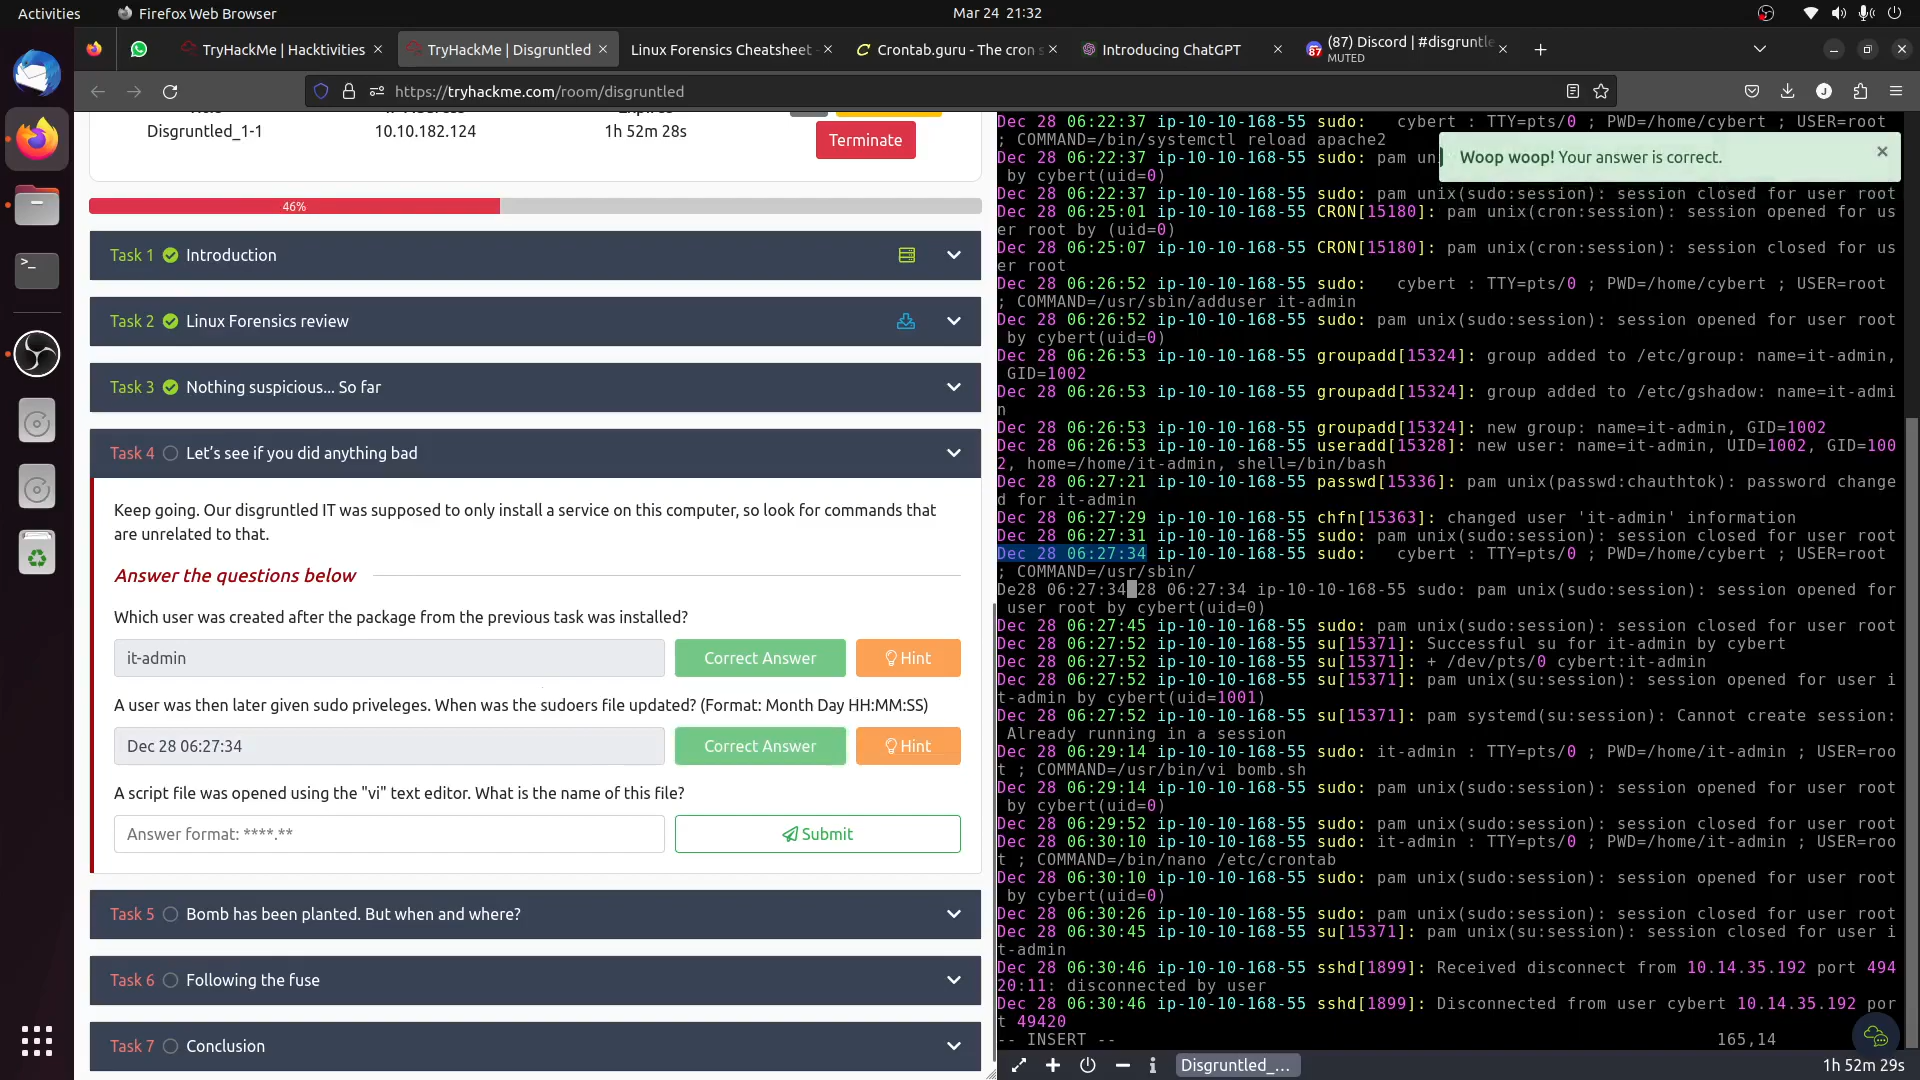 Activities
Firefox Web Browser
Mar 24 21:32
TryHackMe | Hacktivities
TryHackMe | Disgruntled
Linux Forensics Cheatsheet
Crontab.guru - The cron s
Introducing ChatGPT
(87) Discord | #disgruntle
MUTED
https://tryhackme.com/room/disgruntled
Disgruntled_1-1
10.10.182.124
1h 52m 28s
Terminate
46%
Task 1 Introduction
Task 2 Linux Forensics review
Task 3 Nothing suspicious... So far
Task 4 Let’s see if you did anything bad
Keep going. Our disgruntled IT was supposed to only install a service on this computer, so look for commands that
are unrelated to that.
Answer the questions below
Which user was created after the package from the previous task was installed?
it-admin
Correct Answer
Hint
A user was then later given sudo priveleges. When was the sudoers file updated? (Format: Month Day HH:MM:SS)
Dec 28 06:27:34
Correct Answer
Hint
A script file was opened using the "vi" text editor. What is the name of this file?
Answer format: ****.**
Submit
Task 5 Bomb has been planted. But when and where?
Task 6 Following the fuse
Task 7 Conclusion
Dec 28 06:22:37 ip-10-10-168-55 sudo:   cybert : TTY=pts/0 ; PWD=/home/cybert ; USER=root
; COMMAND=/bin/systemctl reload apache2
Dec 28 06:22:37 ip-10-10-168-55 sudo: pam_un
by cybert(uid=0)
Woop woop! Your answer is correct.
Dec 28 06:22:37 ip-10-10-168-55 sudo: pam_unix(sudo:session): session closed for user root
Dec 28 06:25:01 ip-10-10-168-55 CRON[15180]: pam_unix(cron:session): session opened for us
er root by (uid=0)
Dec 28 06:25:07 ip-10-10-168-55 CRON[15180]: pam_unix(cron:session): session closed for us
er root
Dec 28 06:26:52 ip-10-10-168-55 sudo:   cybert : TTY=pts/0 ; PWD=/home/cybert ; USER=root
; COMMAND=/usr/sbin/adduser it-admin
Dec 28 06:26:52 ip-10-10-168-55 sudo: pam_unix(sudo:session): session opened for user root
by cybert(uid=0)
Dec 28 06:26:53 ip-10-10-168-55 groupadd[15324]: group added to /etc/group: name=it-admin,
GID=1002
Dec 28 06:26:53 ip-10-10-168-55 groupadd[15324]: group added to /etc/gshadow: name=it-admi
n
Dec 28 06:26:53 ip-10-10-168-55 groupadd[15324]: new group: name=it-admin, GID=1002
Dec 28 06:26:53 ip-10-10-168-55 useradd[15328]: new user: name=it-admin, UID=1002, GID=100
2, home=/home/it-admin, shell=/bin/bash
Dec 28 06:27:21 ip-10-10-168-55 passwd[15336]: pam_unix(passwd:chauthtok): password change
d for it-admin
Dec 28 06:27:29 ip-10-10-168-55 chfn[15363]: changed user 'it-admin' information
Dec 28 06:27:31 ip-10-10-168-55 sudo: pam_unix(sudo:session): session closed for user root
Dec 28 06:27:34 ip-10-10-168-55 sudo:   cybert : TTY=pts/0 ; PWD=/home/cybert ; USER=root
; COMMAND=/usr/sbin/
De28 06:27:34 28 06:27:34 ip-10-10-168-55 sudo: pam_unix(sudo:session): session opened for
user root by cybert(uid=0)
Dec 28 06:27:45 ip-10-10-168-55 sudo: pam_unix(sudo:session): session closed for user root
Dec 28 06:27:52 ip-10-10-168-55 su[15371]: Successful su for it-admin by cybert
Dec 28 06:27:52 ip-10-10-168-55 su[15371]: + /dev/pts/0 cybert:it-admin
Dec 28 06:27:52 ip-10-10-168-55 su[15371]: pam_unix(su:session): session opened for user i
t-admin by cybert(uid=1001)
Dec 28 06:27:52 ip-10-10-168-55 su[15371]: pam_systemd(su:session): Cannot create session:
Already running in a session
Dec 28 06:29:14 ip-10-10-168-55 sudo: it-admin : TTY=pts/0 ; PWD=/home/it-admin ; USER=roo
t ; COMMAND=/usr/bin/vi bomb.sh
Dec 28 06:29:14 ip-10-10-168-55 sudo: pam_unix(sudo:session): session opened for user root
by cybert(uid=0)
Dec 28 06:29:52 ip-10-10-168-55 sudo: pam_unix(sudo:session): session closed for user root
Dec 28 06:30:10 ip-10-10-168-55 sudo: it-admin : TTY=pts/0 ; PWD=/home/it-admin ; USER=roo
t ; COMMAND=/bin/nano /etc/crontab
Dec 28 06:30:10 ip-10-10-168-55 sudo: pam_unix(sudo:session): session opened for user root
by cybert(uid=0)
Dec 28 06:30:26 ip-10-10-168-55 sudo: pam_unix(sudo:session): session closed for user root
Dec 28 06:30:45 ip-10-10-168-55 su[15371]: pam_unix(su:session): session closed for user i
t-admin
Dec 28 06:30:46 ip-10-10-168-55 sshd[1899]: Received disconnect from 10.14.35.192 port 494
20:11: disconnected by user
Dec 28 06:30:46 ip-10-10-168-55 sshd[1899]: Disconnected from user cybert 10.14.35.192 por
t 49420
-- INSERT --
165,14
Disgruntled_...
1h 52m 29s